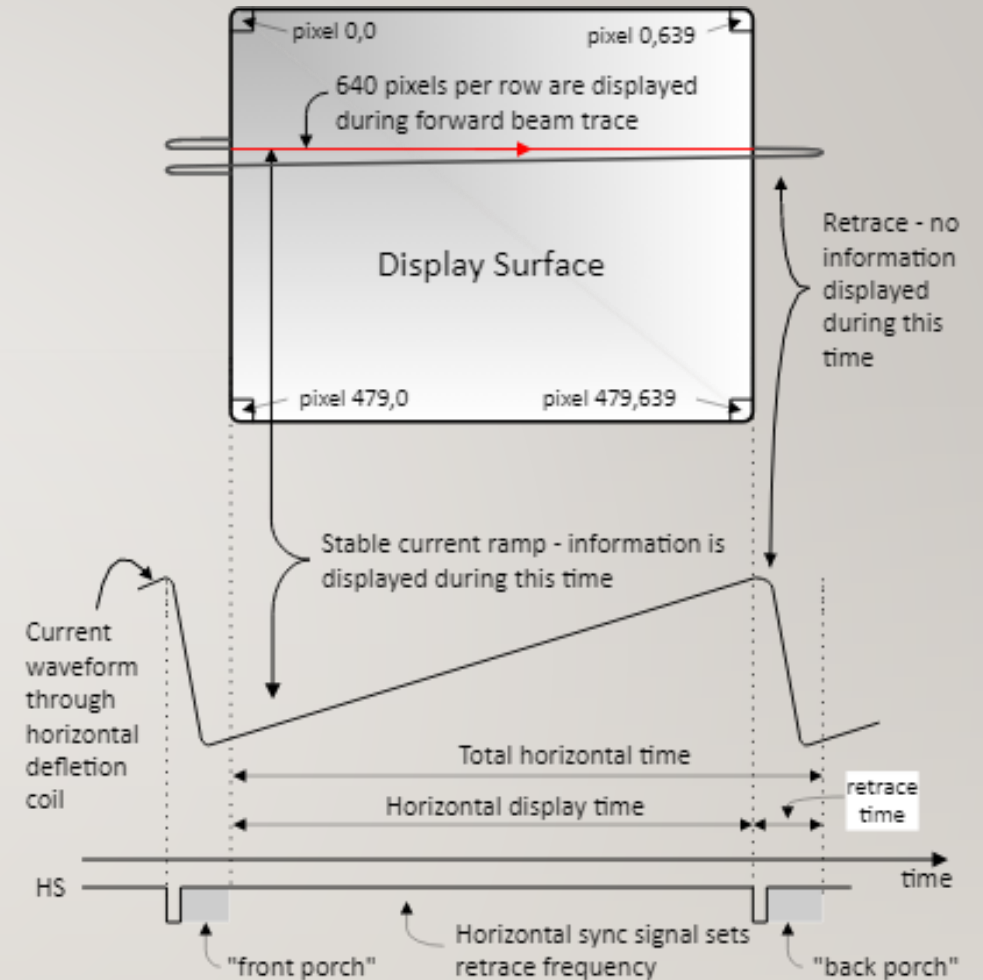 pixel 0,0
pixel 0,639
640 pixels per row are displayed
during forward beam trace
Retrace - no
information
displayed
during this
time
Display Surface
pixel 479,0
pixel 479,639
Stable current ramp - information is
displayed during this time
Current
waveform
through
horizontal
defletion
coil
Total horizontal time
retrace
time
Horizontal display time
time
HS
Horizontal sync signal sets
retrace frequency
"front porch"
"back porch"